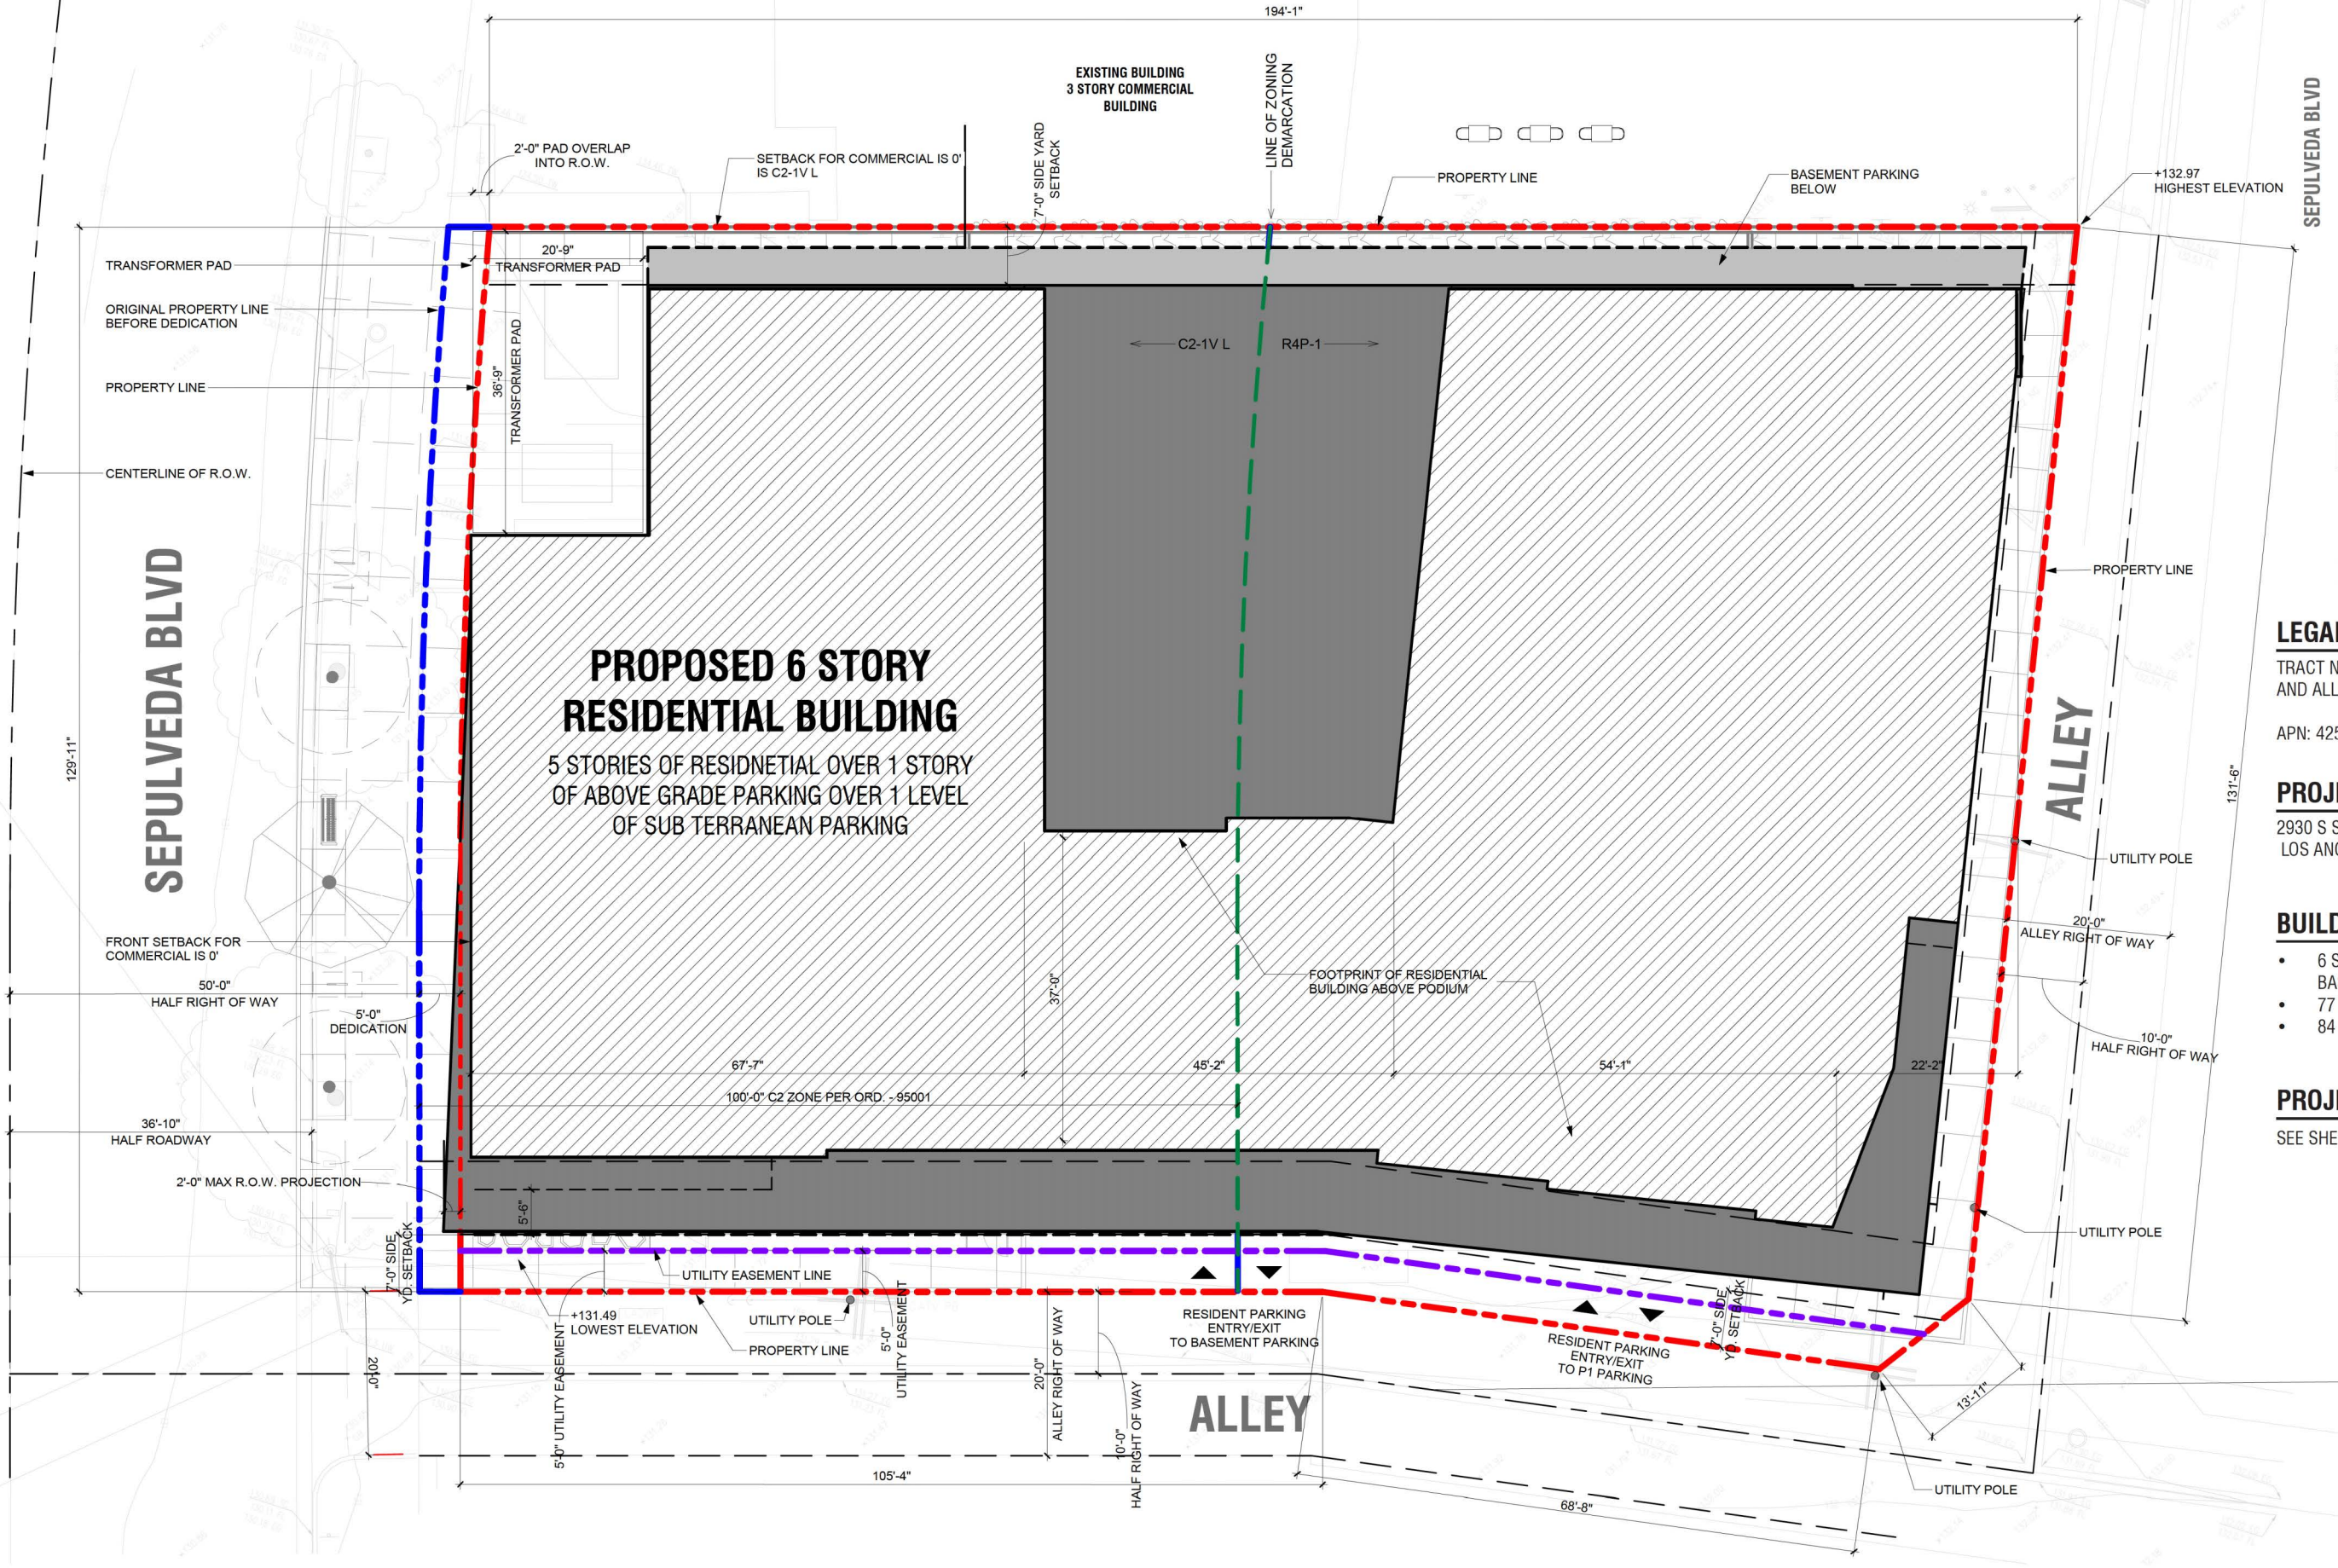 194'-1"
EXISTING BUILDING
3 STORY COMMERCIAL
BUILDING
LINE OF ZONING
DEMARCATION
SEPULVEDA BLVD
2'-0" PAD OVERLAP
INTO R.O.W.
SETBACK FOR COMMERCIAL IS 0'
IS C2-1V L
7'-0" SIDE YARD
SETBACK
PROPERTY LINE
BASEMENT PARKING
BELOW
+132.97
HIGHEST ELEVATION
TRANSFORMER PAD
20'-9"
TRANSFORMER PAD
ORIGINAL PROPERTY LINE
BEFORE DEDICATION
36'-9"
TRANSFORMER PAD
C2-1V L
R4P-1
PROPERTY LINE
CENTERLINE OF R.O.W.
SEPULVEDA BLVD
129'-11"
PROPOSED 6 STORY
RESIDENTIAL BUILDING
5 STORIES OF RESIDNETIAL OVER 1 STORY
OF ABOVE GRADE PARKING OVER 1 LEVEL
OF SUB TERRANEAN PARKING
PROPERTY LINE
ALLEY
131'-6"
LEGAL
TRACT N
AND ALL
APN: 425
PROJE
2930 S S
LOS ANG
UTILITY POLE
BUILD
• 6 S
BA
• 77
• 84
PROJE
SEE SHE
20'-0"
ALLEY RIGHT OF WAY
10'-0"
HALF RIGHT OF WAY
FRONT SETBACK FOR
COMMERCIAL IS 0'
50'-0"
HALF RIGHT OF WAY
5'-0"
DEDICATION
37'-0"
FOOTPRINT OF RESIDENTIAL
BUILDING ABOVE PODIUM
67'-7"
45'-2"
54'-1"
22'-2"
100'-0" C2 ZONE PER ORD. - 95001
36'-10"
HALF ROADWAY
2'-0" MAX R.O.W. PROJECTION
5'-6"
7'-0" SIDE
YD. SETBACK
UTILITY EASEMENT LINE
+131.49
LOWEST ELEVATION
UTILITY POLE
PROPERTY LINE
5'-0" UTILITY EASEMENT
5'-0"
UTILITY EASEMENT
20'-0"
20'-0"
ALLEY RIGHT OF WAY
10'-0"
HALF RIGHT OF WAY
RESIDENT PARKING
ENTRY/EXIT
TO BASEMENT PARKING
RESIDENT PARKING
ENTRY/EXIT
TO P1 PARKING
7'-0" SIDE
YD. SETBACK
UTILITY POLE
13'-11"
ALLEY
105'-4"
68'-8"
UTILITY POLE